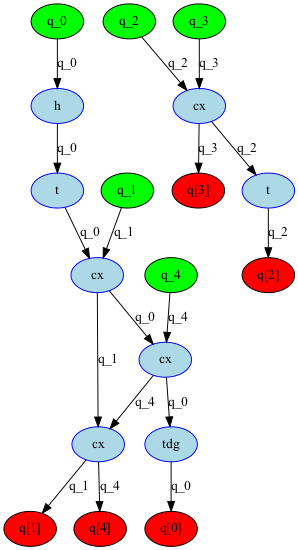 q_0 q_2 q_3
q_0 q_2 q_3
h cx
q_0 q_3 q_2
t q_1 q[3] t
q_0 q_1 q_2
cx q_4 q[2]
q_0 q_4
q_1 cx
q_4 q_0
cx tdg
q_1 q_4 q_0
q[1] q[4] q[0]